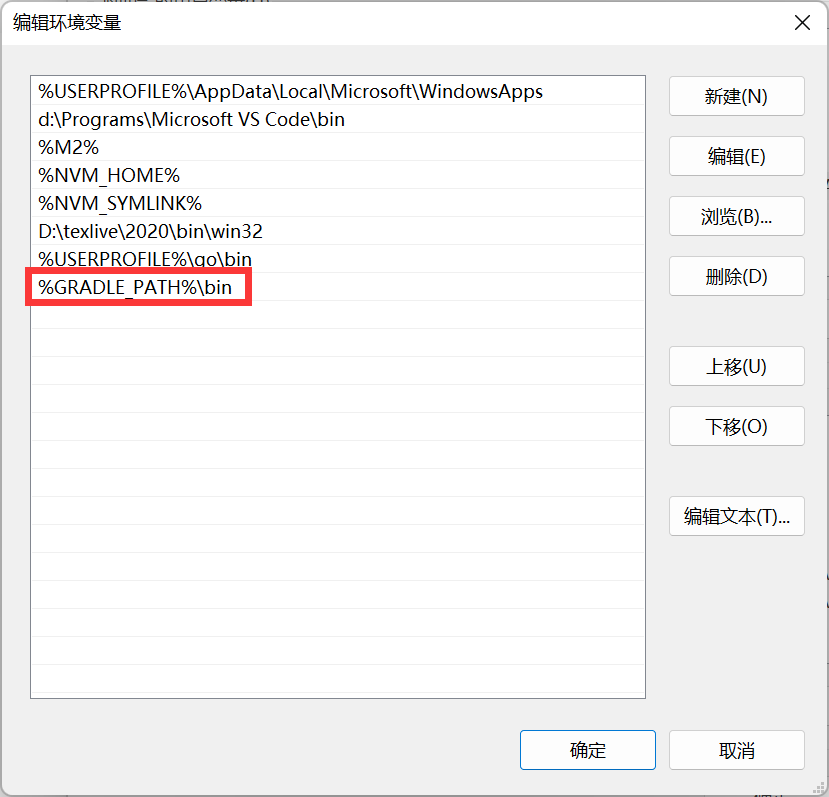 编辑环境变量
%USERPROFILE%\AppData\Local\Microsoft\WindowsApps
d:\Programs\Microsoft VS Code\bin
%M2%
%NVM_HOME%
%NVM_SYMLINK%
D:\texlive\2020\bin\win32
%USERPROFILE%\go\bin
%GRADLE_PATH%\bin
新建(N)
编辑(E)
浏览(B)...
删除(D)
上移(U)
下移(O)
编辑文本(T)...
确定
取消